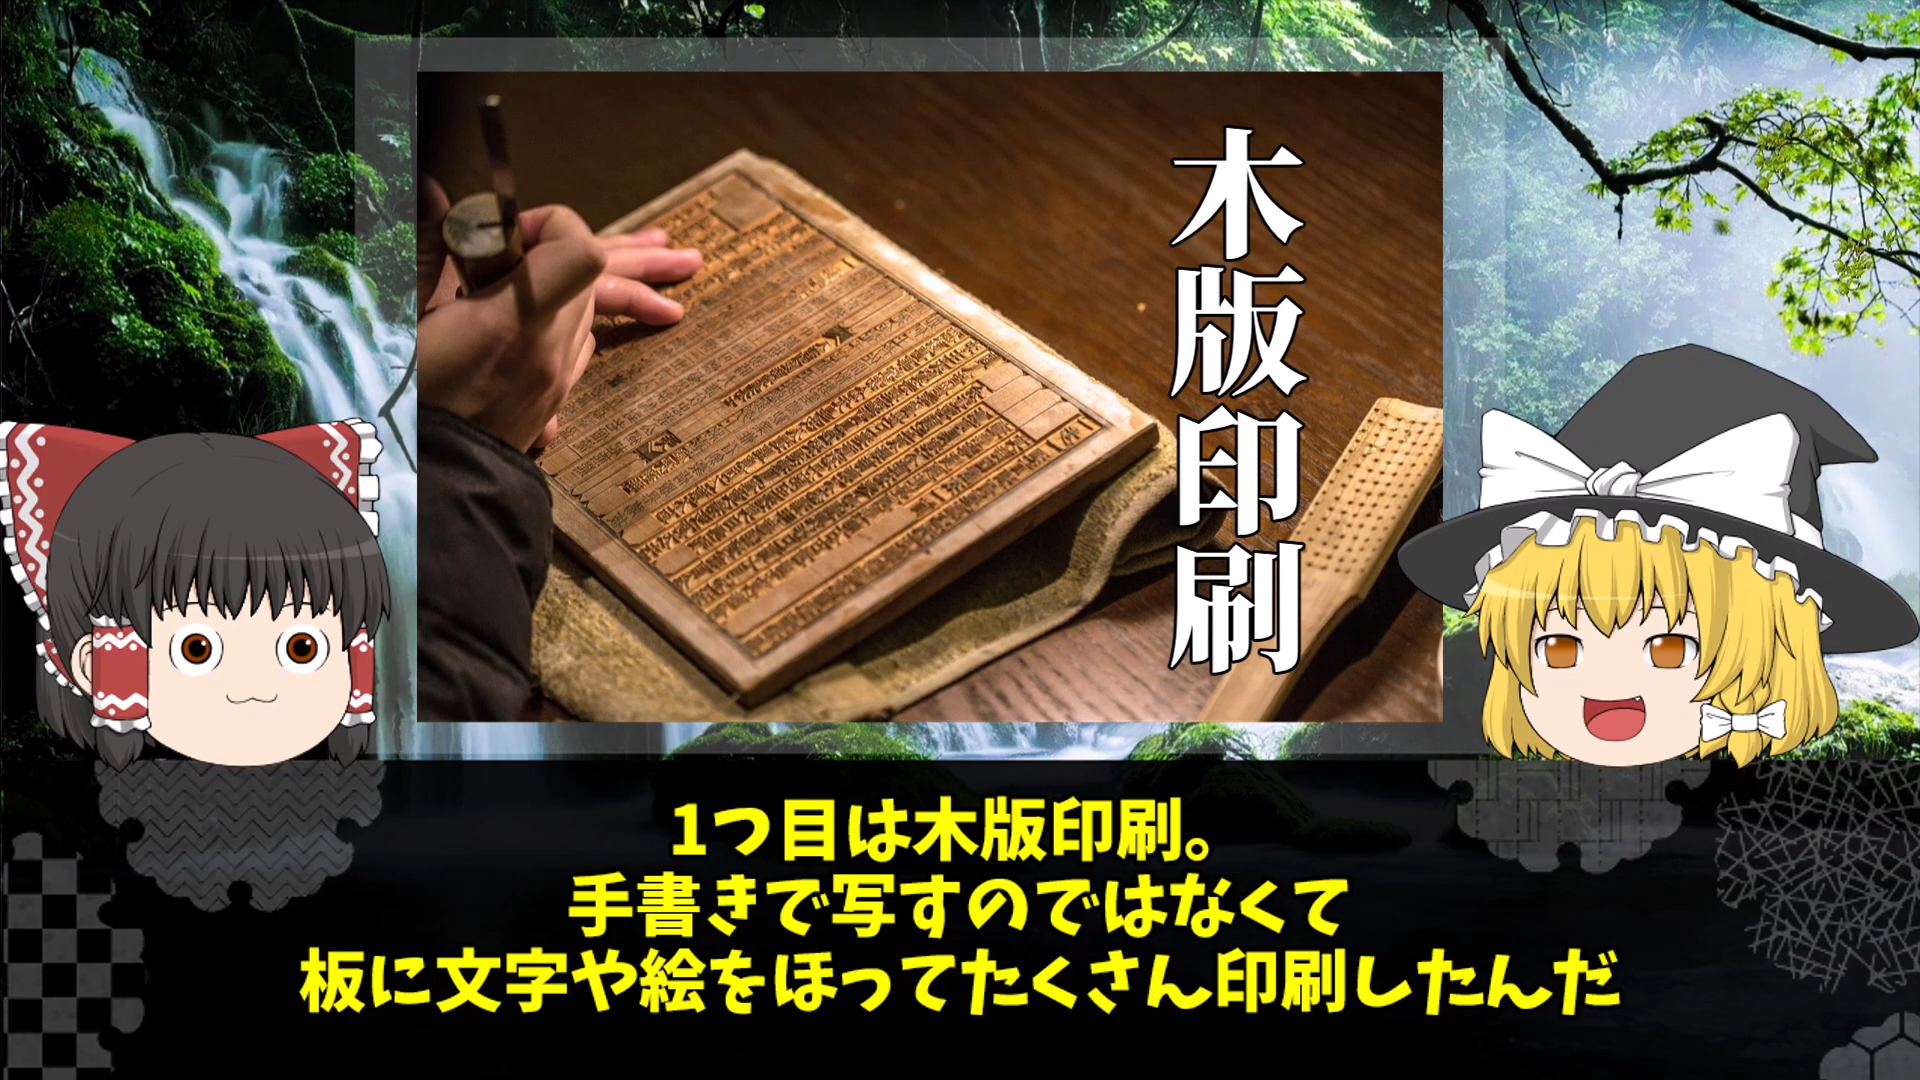 木版印刷
1つ目は木版印刷。
手書きで写すのではなくて
板に文字や絵をほってたくさん印刷したんだ